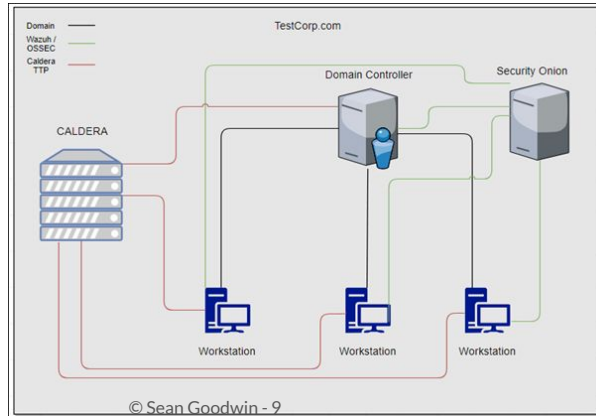 TestCorp.com
Domain
Wazuh /
OSSEC
Caldera
TTP
Domain Controller
Security Onion
CALDERA
Workstation
Workstation
Workstation
© Sean Goodwin - 9